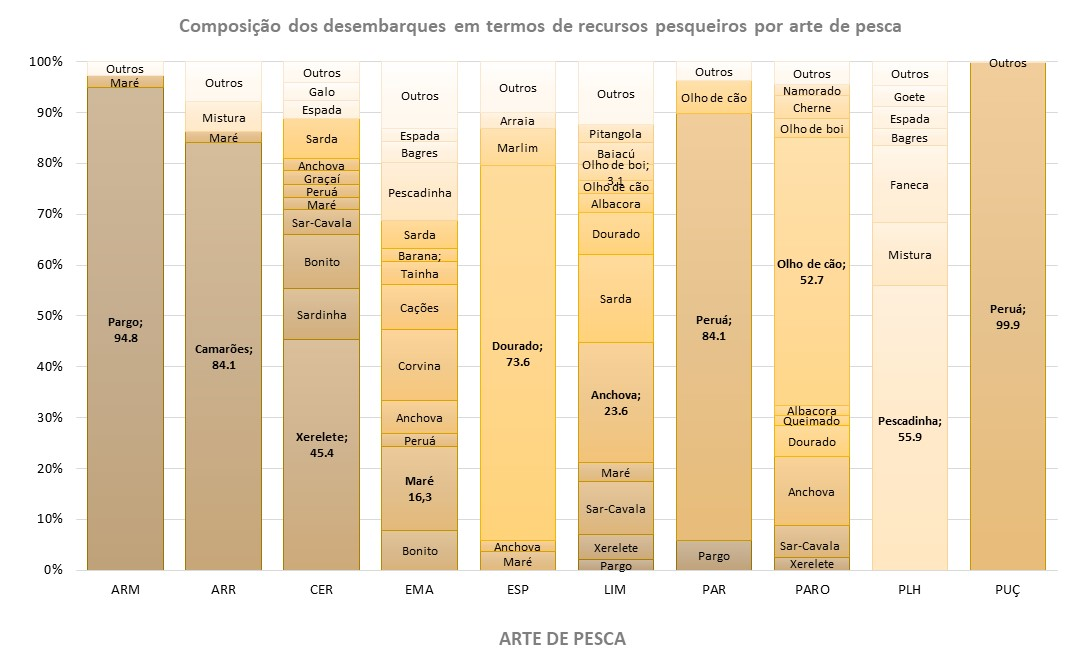 Composição dos desembarques em termos de recursos pesqueiros por arte de pesca
100%
90%
80%
70%
60%
50%
40%
30%
20%
10%
0%
Outros
Maré
Pargo;
94.8
Outros
Mistura
Maré
Camarões;
84.1
Outros
Galo
Espada
Sarda
Anchova
Graçaí
Peruá
Maré
Sar-Cavala
Bonito
Sardinha
Xerelete;
45.4
Outros
Espada
Bagres
Pescadinha
Sarda
Barana;
Tainha
Cações
Corvina
Anchova
Peruá
Maré
16,3
Bonito
Outros
Arraia
Marlim
Dourado;
73.6
Anchova
Maré
Outros
Pitangola
Baiacú
Olho de boi;
3.1
Olho de cão
Albacora
Dourado
Sarda
Anchova;
23.6
Maré
Sar-Cavala
Xerelete
Pargo
Outros
Olho de cão
Peruá;
84.1
Pargo
Outros
Namorado
Cherne
Olho de boi
Olho de cão;
52.7
Albacora
Queimado
Dourado
Anchova
Sar-Cavala
Xerelete
Outros
Goete
Espada
Bagres
Faneca
Mistura
Pescadinha;
55.9
Outros
Peruá;
99.9
ARM
ARR
CER
EMA
ESP
LIM
PAR
PARO
PLH
PUÇ
ARTE DE PESCA